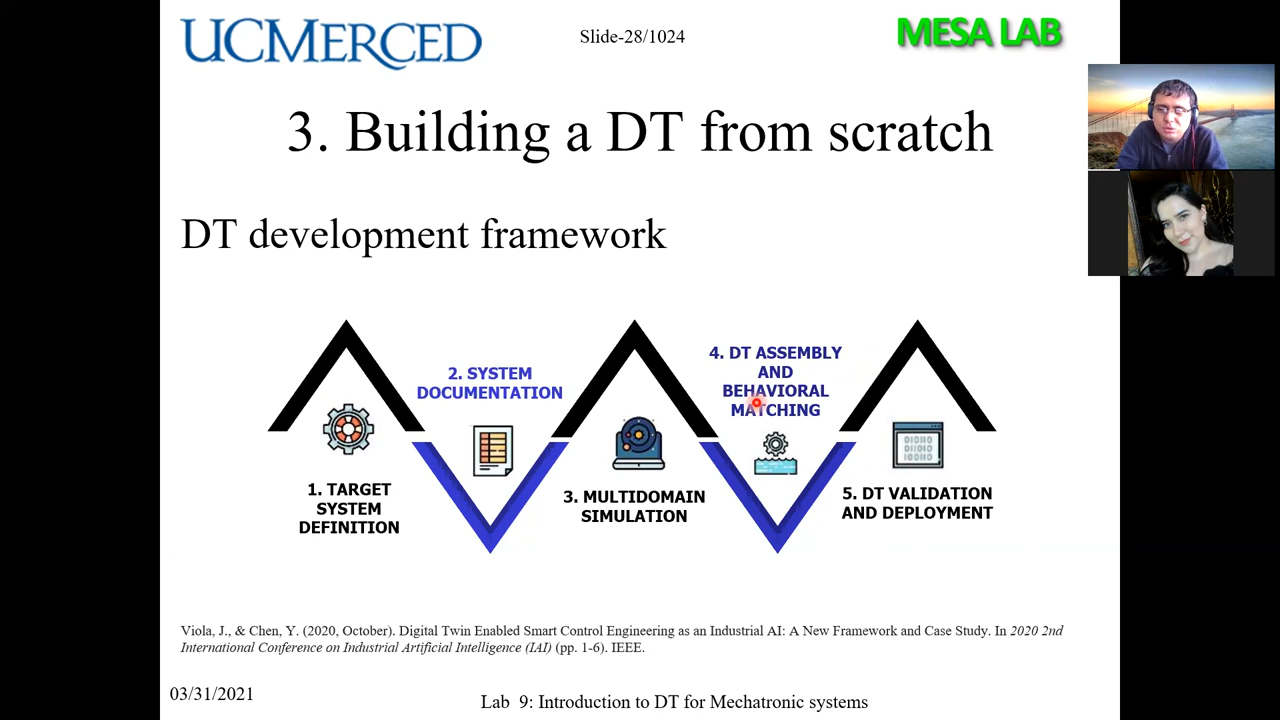 UCMERCED
Slide-28/1024
MESA LAB
3. Building a DT from scratch
DT development framework
1. TARGET
SYSTEM
DEFINITION
2. SYSTEM
DOCUMENTATION
3. MULTIDOMAIN
SIMULATION
4. DT ASSEMBLY
AND
BEHAVIORAL
MATCHING
5. DT VALIDATION
AND DEPLOYMENT
Viola, J., & Chen, Y. (2020, October). Digital Twin Enabled Smart Control Engineering as an Industrial AI: A New Framework and Case Study. In 2020 2nd
International Conference on Industrial Artificial Intelligence (IAI) (pp. 1-6). IEEE.
03/31/2021
Lab 9: Introduction to DT for Mechatronic systems